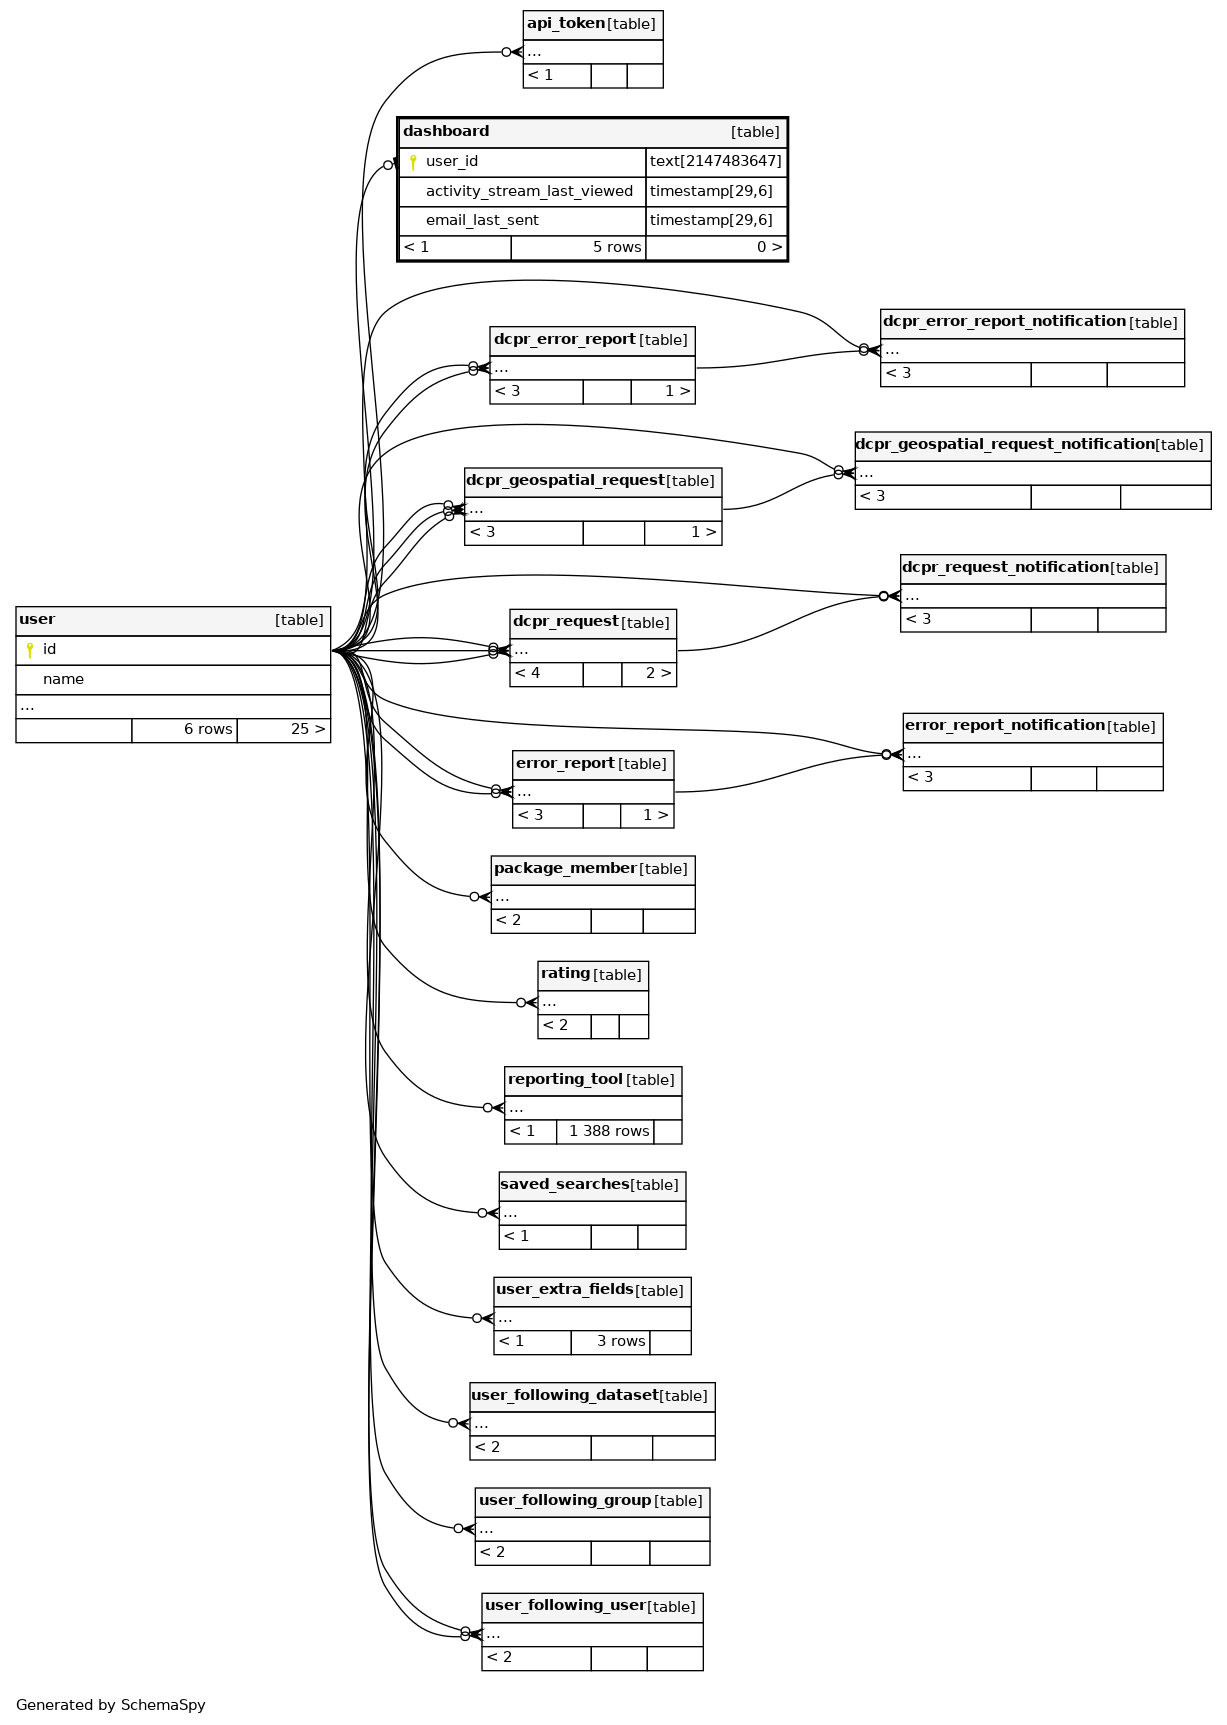 api_token [table]
...
< 1
dashboard [table]
user_id text[2147483647]
activity_stream_last_viewed timestamp[29,6]
email_last_sent timestamp[29,6]
< 1 5 rows 0 >
dcpr_error_report_notification [table]
...
< 3
dcpr_error_report [table]
...
< 3 1 >
dcpr_geospatial_request_notification [table]
...
< 3
dcpr_geospatial_request [table]
...
< 3 1 >
dcpr_request_notification [table]
...
< 3
user [table]
id
name
...
6 rows 25 >
dcpr_request [table]
...
< 4 2 >
error_report_notification [table]
...
< 3
error_report [table]
...
< 3 1 >
package_member [table]
...
< 2
rating [table]
...
< 2
reporting_tool [table]
...
< 1 1 388 rows
saved_searches [table]
...
< 1
user_extra_fields [table]
...
< 1 3 rows
user_following_dataset [table]
...
< 2
user_following_group [table]
...
< 2
user_following_user [table]
...
< 2
Generated by SchemaSpy